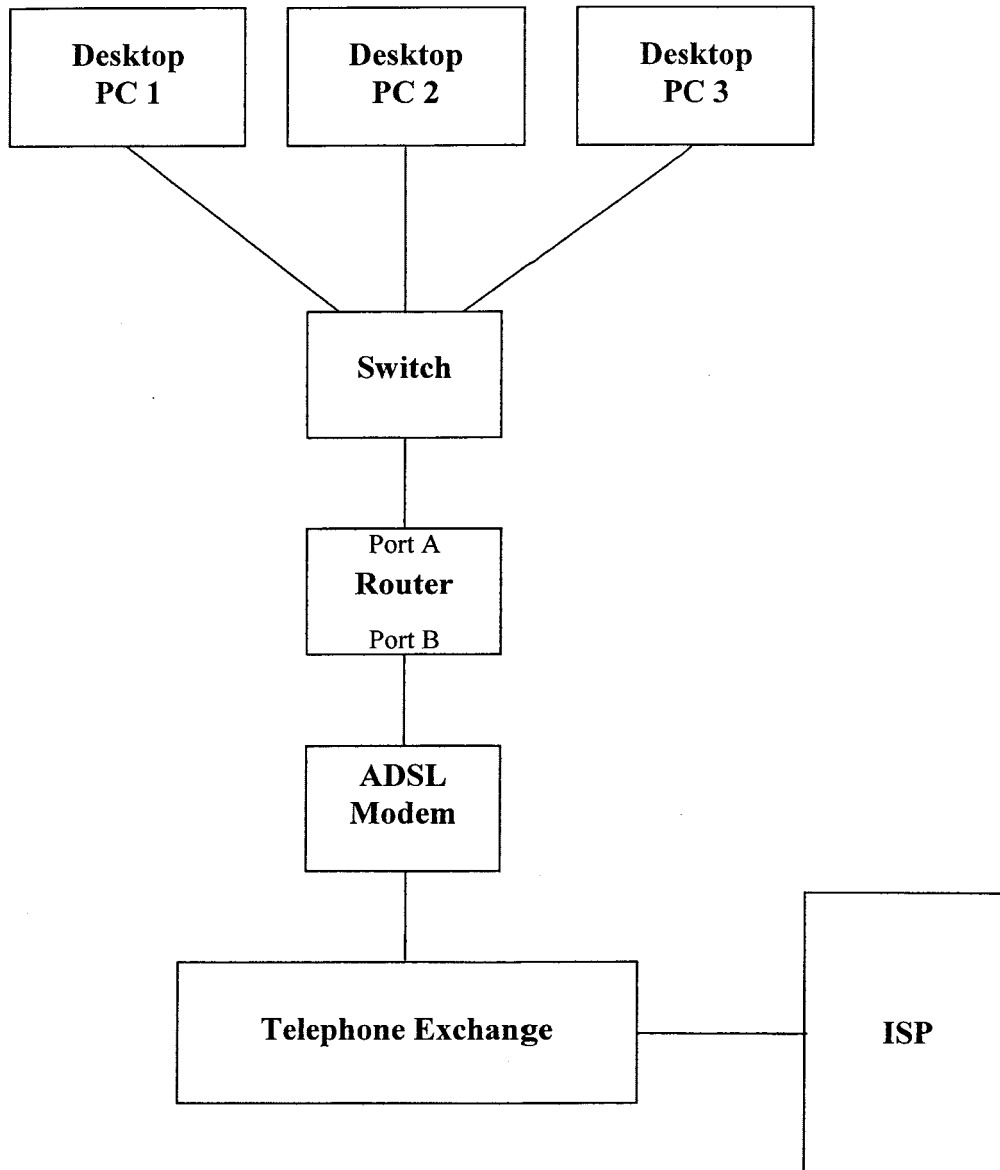 Desktop
PC 1
Desktop
PC 2
Desktop
PC 3
Switch
Port A
Router
Port B
ADSL
Modem
Telephone Exchange
ISP